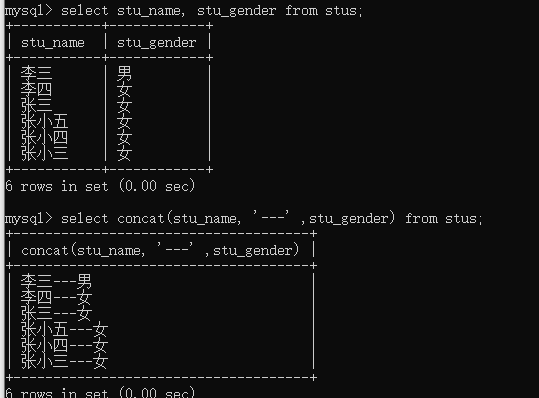 mysql> select stu_name, stu_gender from stus;
+----------+------------+
| stu_name | stu_gender |
+----------+------------+
| 李三 | 男 |
| 李四 | 女 |
| 张三 | 女 |
| 张小五 | 女 |
| 张小四 | 女 |
| 张小三 | 女 |
+----------+------------+
6 rows in set (0.00 sec)
mysql> select concat(stu_name, '---' ,stu_gender) from stus;
+-------------------------------------+
| concat(stu_name, '---' ,stu_gender) |
+-------------------------------------+
| 李三---男 |
| 李四---女 |
| 张三---女 |
| 张小五---女 |
| 张小四---女 |
| 张小三---女 |
+-------------------------------------+
6 rows in set (0.00 sec)